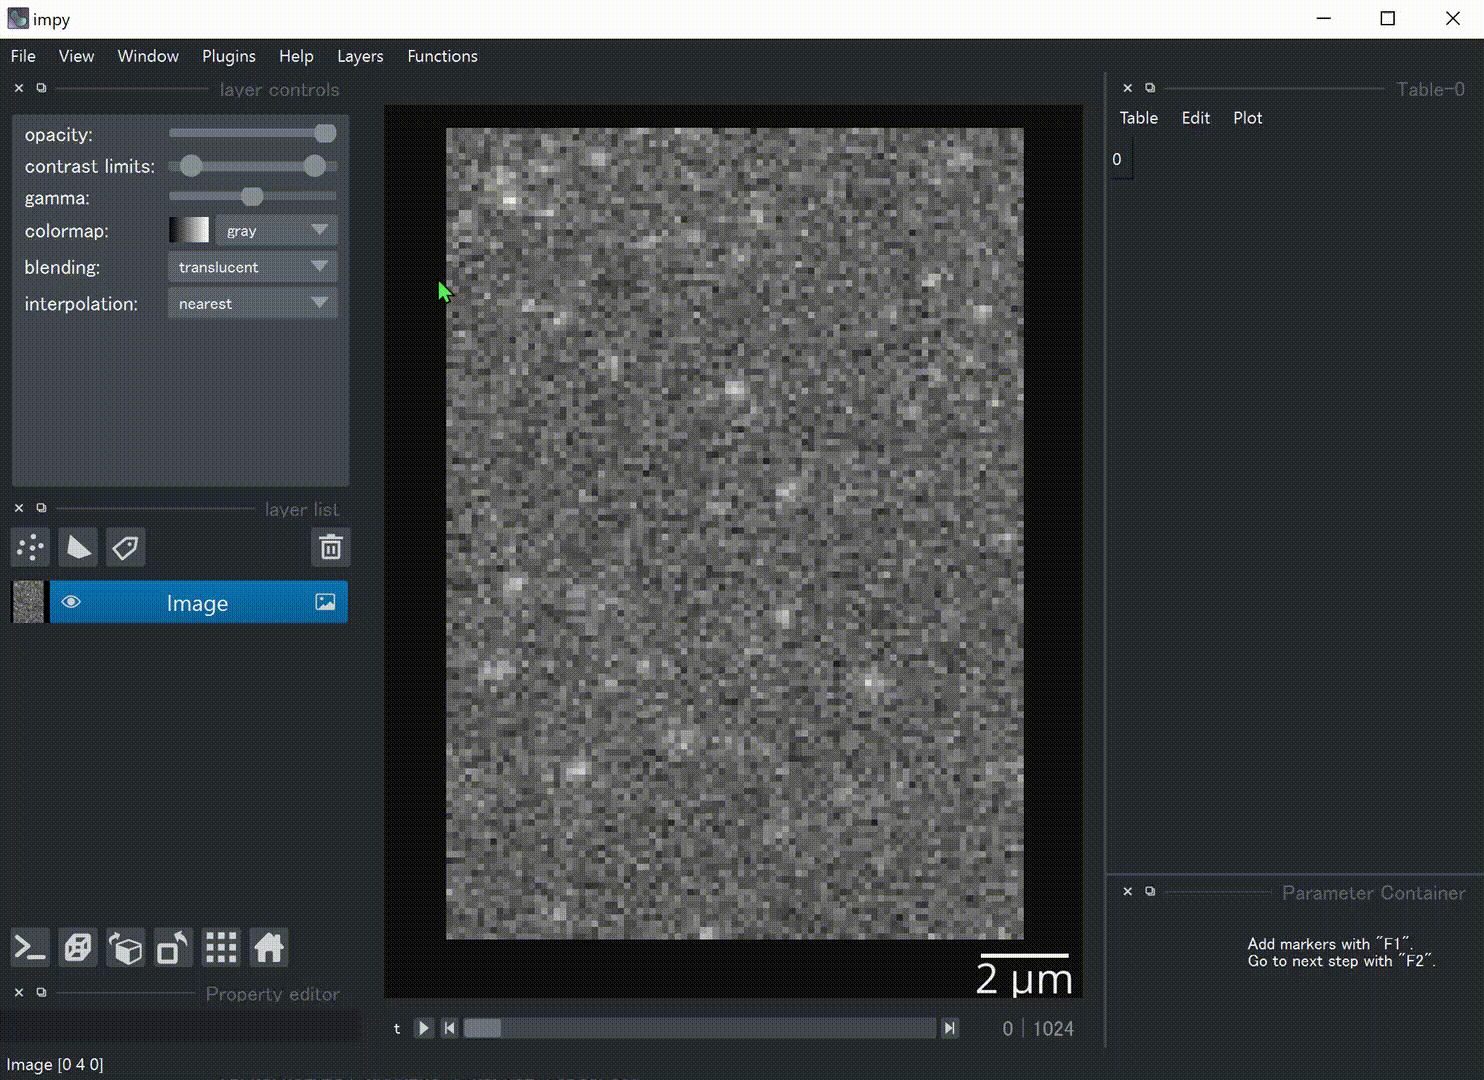 impy
File View Window Plugins Help Layers Functions
layer controls
opacity:
contrast limits:
gamma:
colormap: gray
blending: translucent
interpolation: nearest
layer list
Image
Property editor
Image [0 4 0]
2 µm
t 0 1024
Table-0
Table Edit Plot
0
Parameter Container
Add markers with "F1".
Go to next step with "F2".